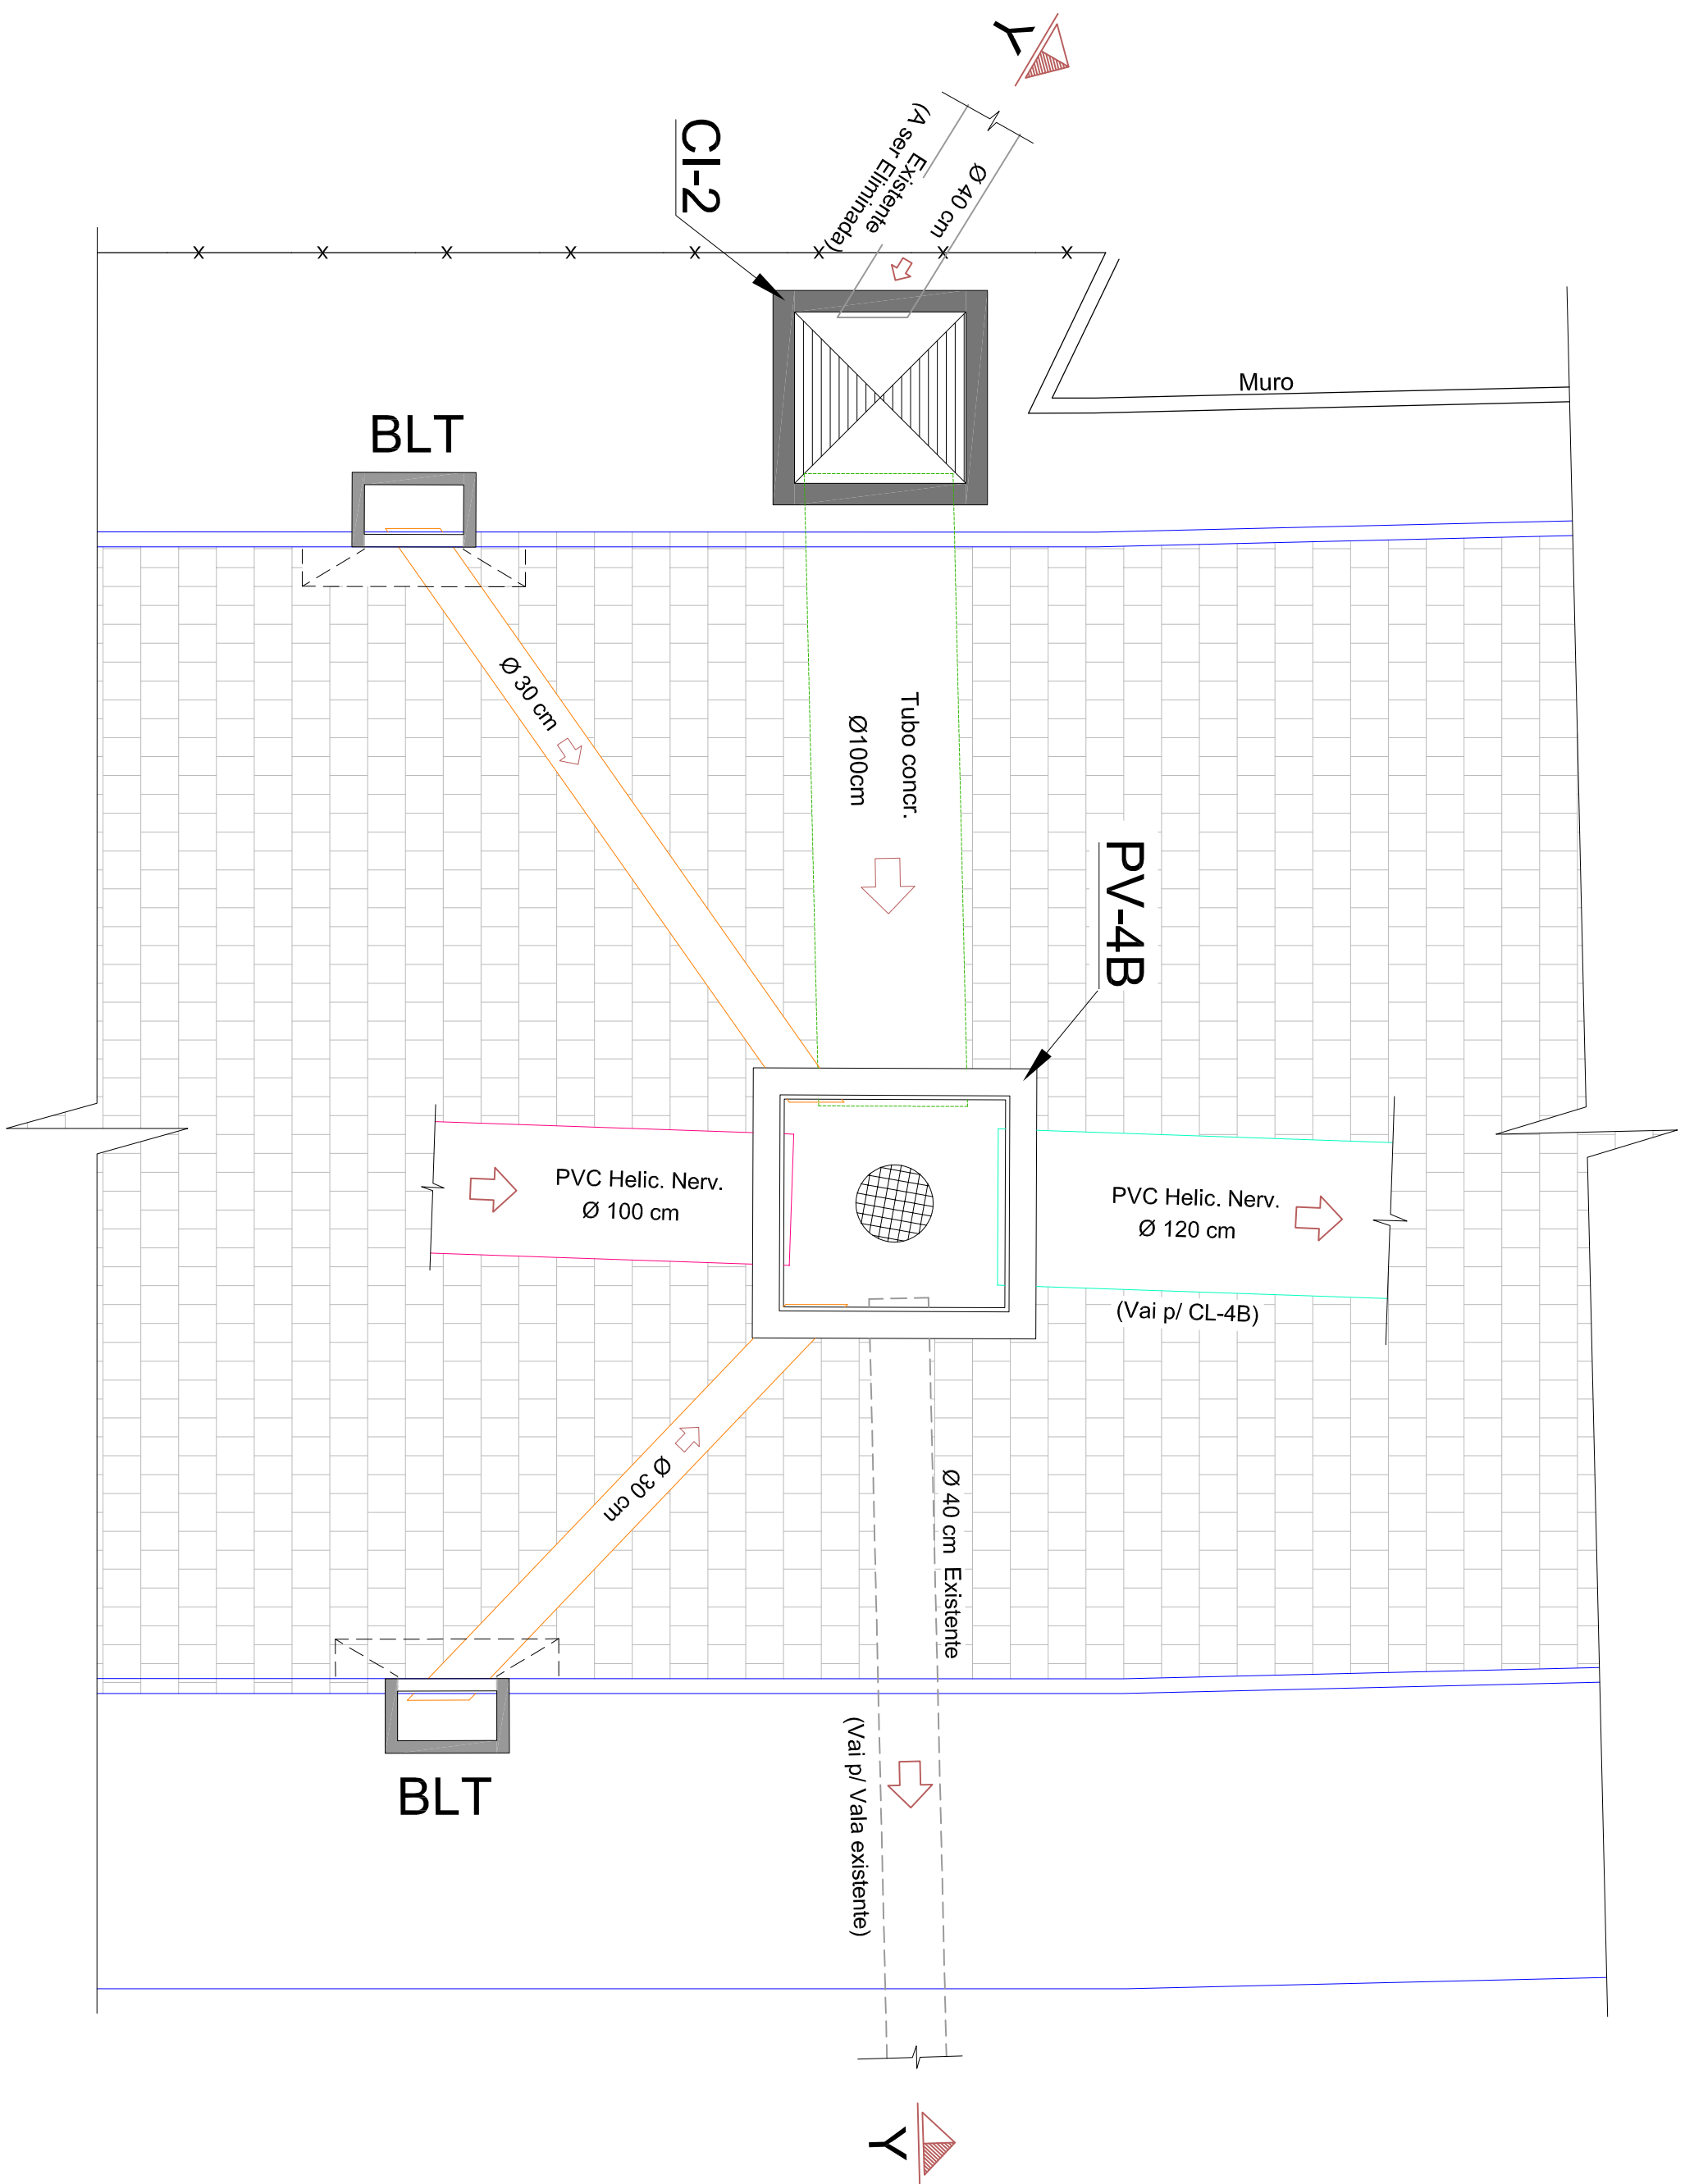 Y
Ø 40 cm
Existente
(A ser Eliminada)
CI-2
Muro
BLT
Ø 30 cm
Tubo concr.
Ø100cm
PV-4B
PVC Helic. Nerv.
Ø 100 cm
PVC Helic. Nerv.
Ø 120 cm
(Vai p/ CL-4B)
Ø 30 cm
Ø 40 cm Existente
(Vai p/ Vala existente)
BLT
Y